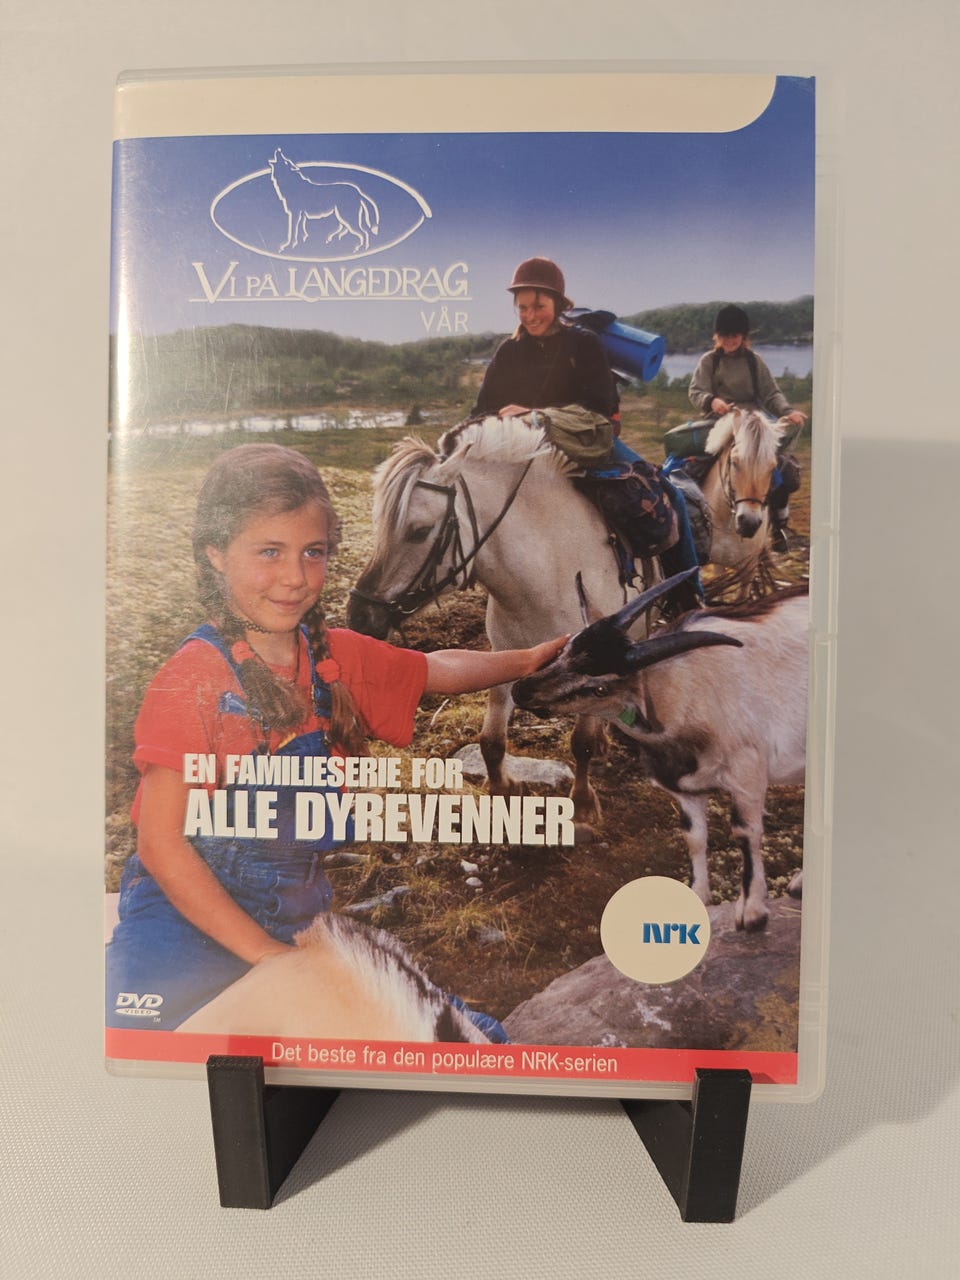 VI PÅ LANGEDRAG
VÅR
EN FAMILIESERIE FOR
ALLE DYREVENNER
NRK
DVD
VIDEO
TM
Det beste fra den populære NRK-serien